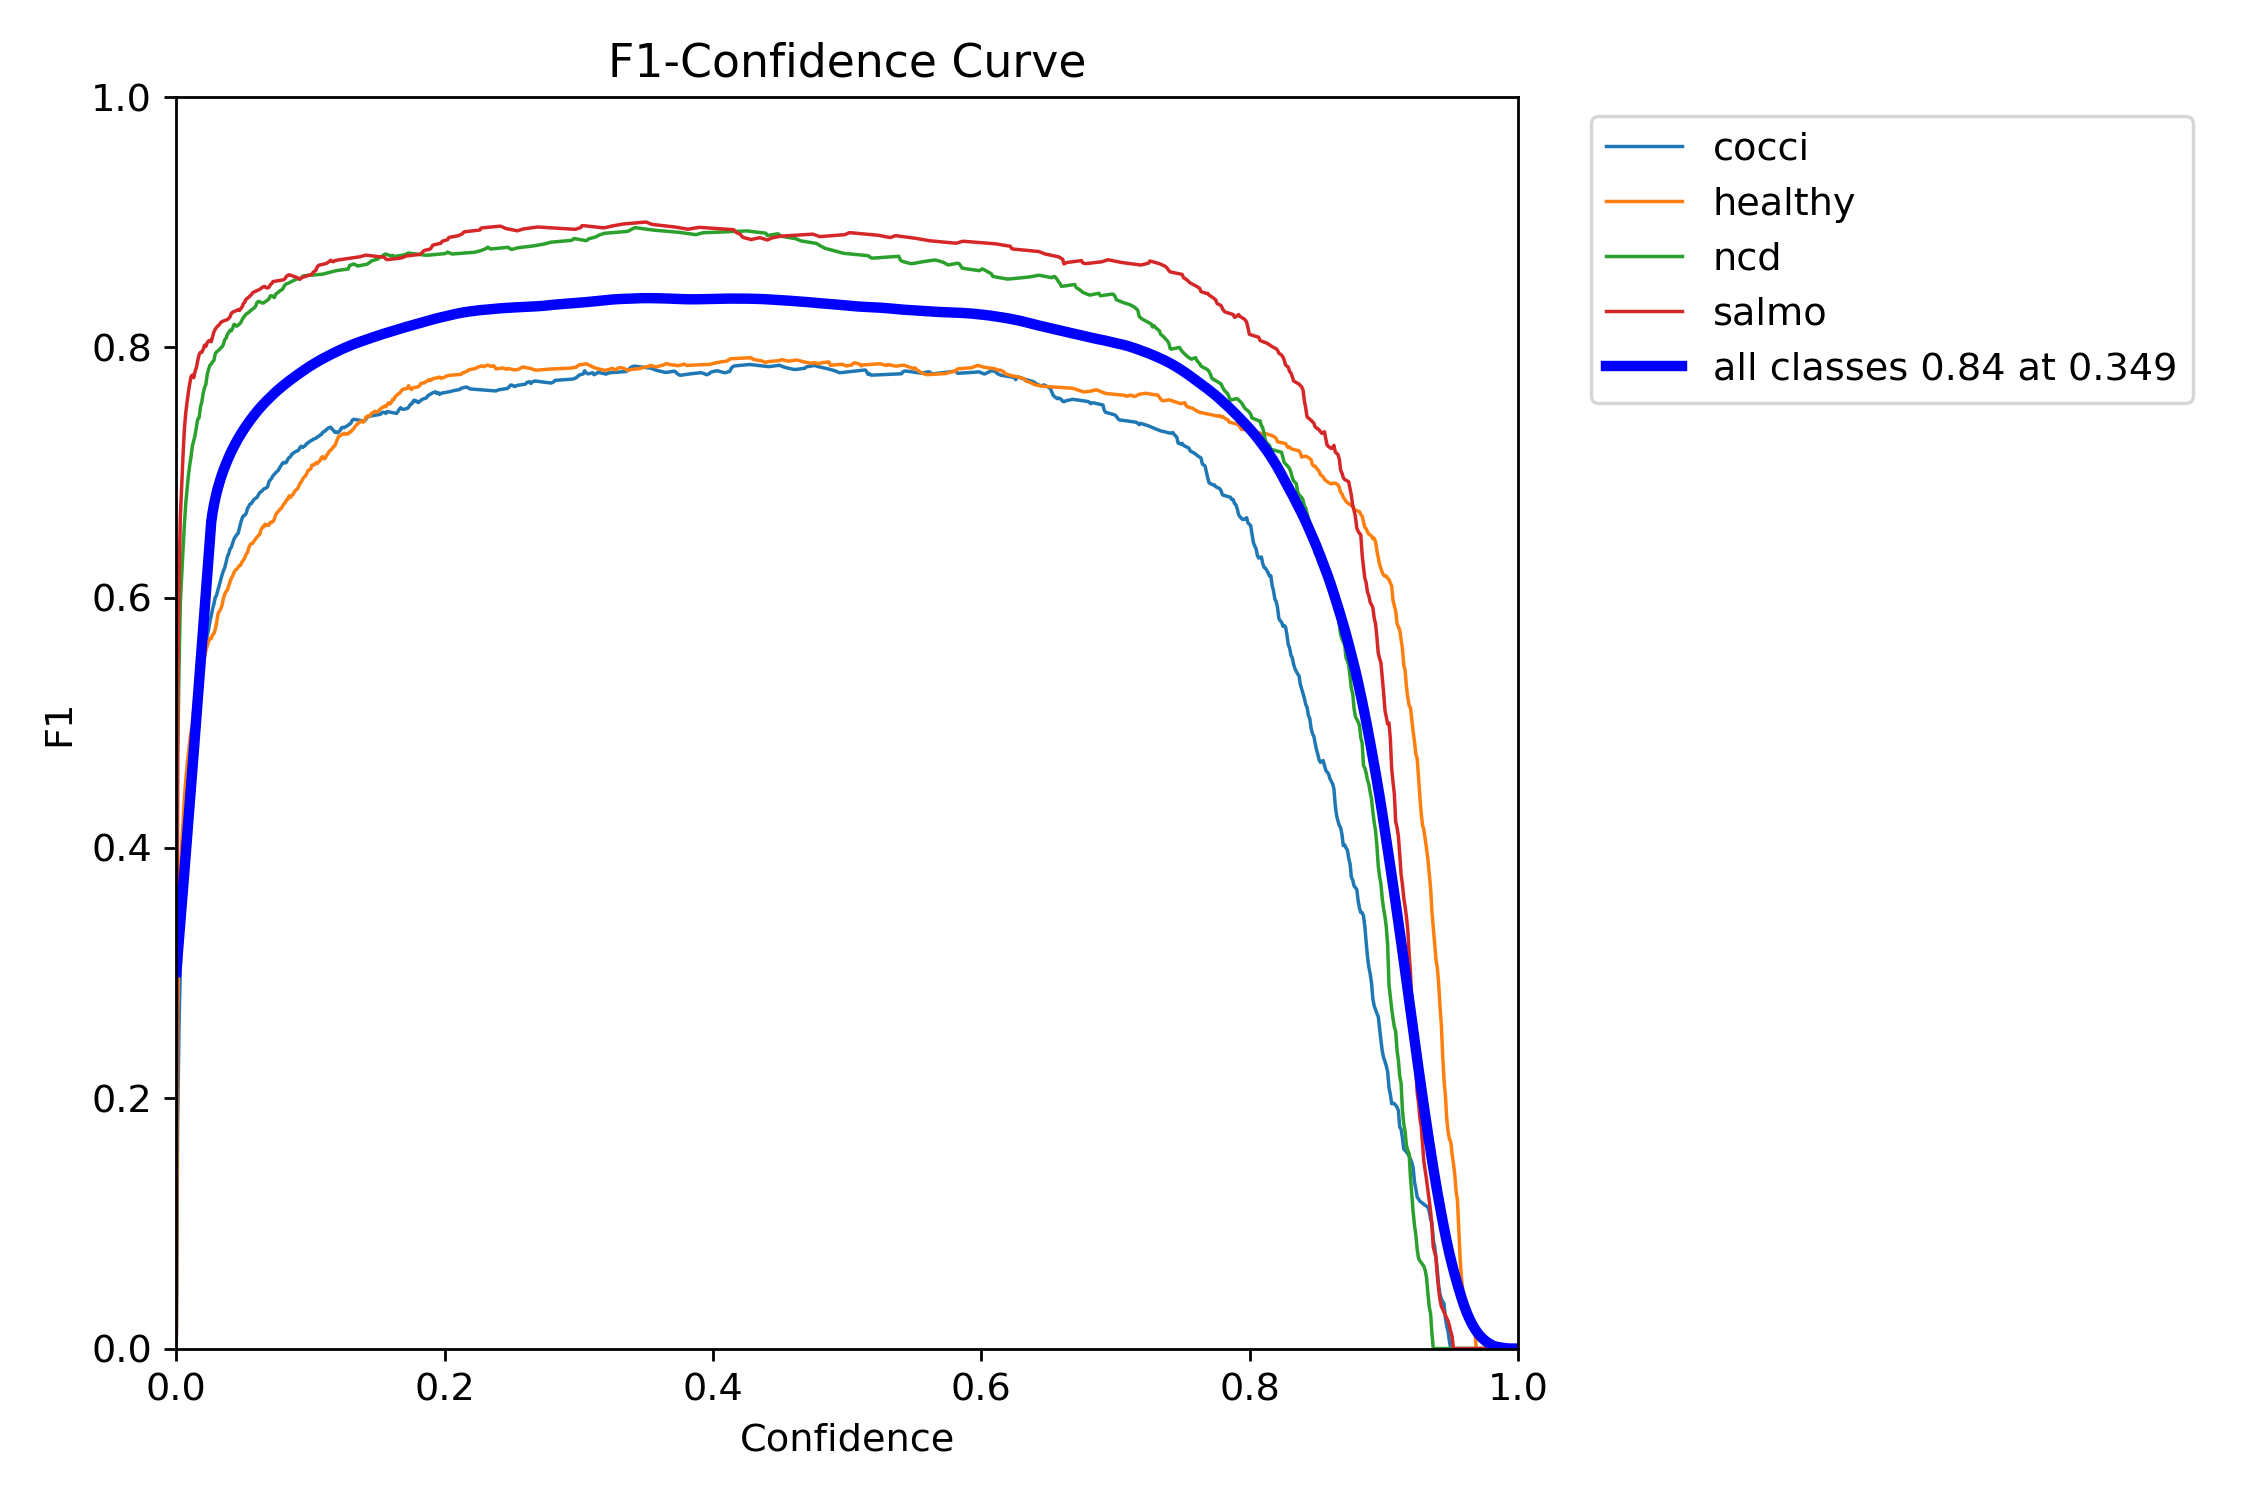 F1-Confidence Curve
1.0
0.8
0.6
0.4
0.2
0.0
F1
0.0 0.2 0.4 0.6 0.8 1.0
Confidence
cocci
healthy
ncd
salmo
all classes 0.84 at 0.349